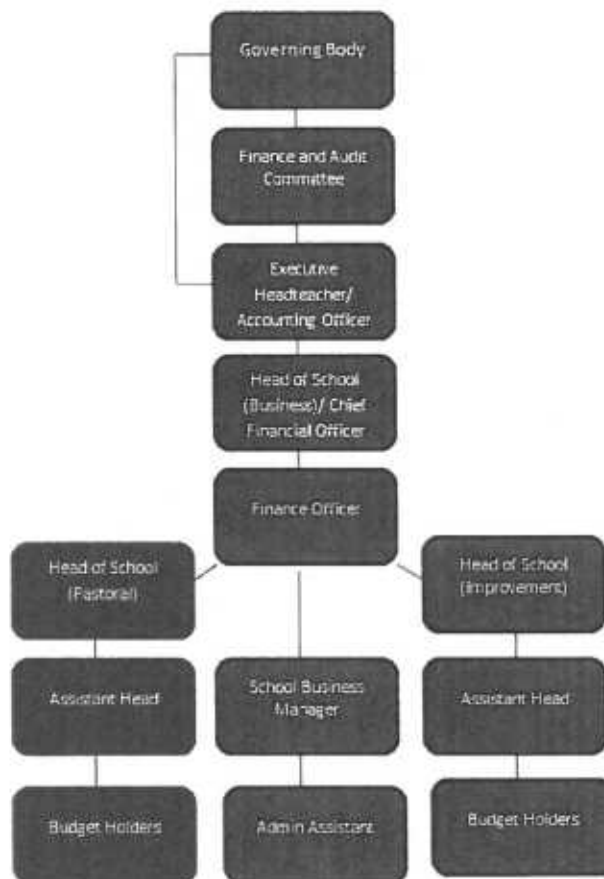 Governing Body
Finance and Audit
Committee
Executive
Headteacher/
Accounting Officer
Head of School
(Business)/ Chief
Financial Officer
Finance Officer
Head of School
(Pastoral)
Head of School
(Improvement)
Assistant Head
School Business
Manager
Assistant Head
Budget Holders
Admin Assistant
Budget Holders